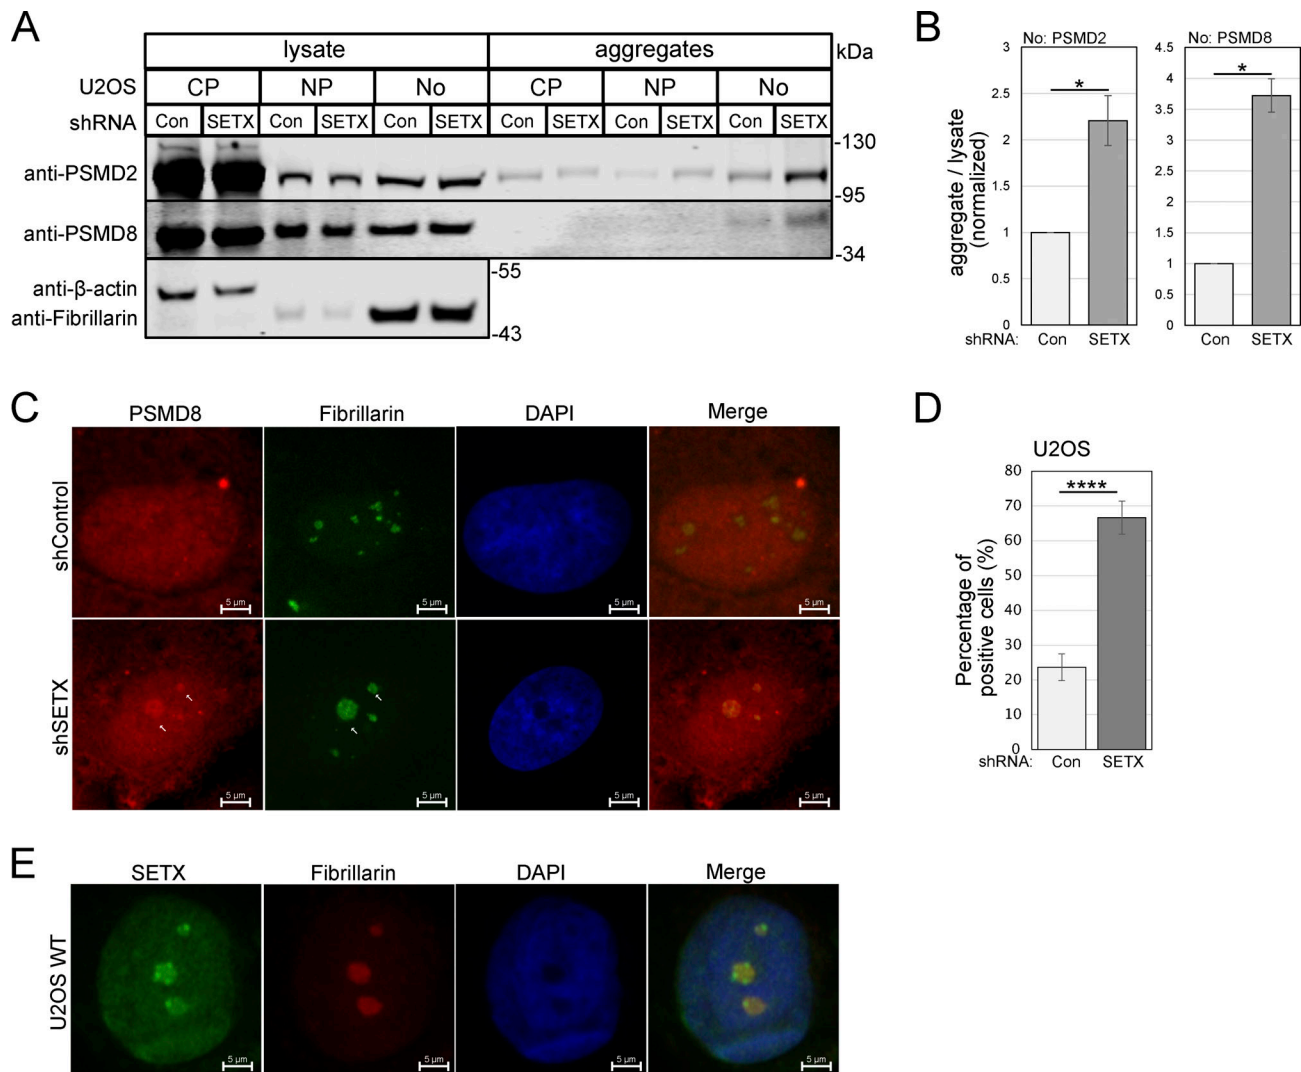 A
lysate aggregates kDa
U2OS CP NP No CP NP No
shRNA Con SETX Con SETX Con SETX Con SETX Con SETX Con SETX
-130
anti-PSMD2
-95
anti-PSMD8
-34
-55
anti-β-actin
anti-Fibrillarin
-43
B
No: PSMD2
aggregate / lysate
(normalized)
3
2.5
2
1.5
1
0.5
0
*
shRNA: Con SETX
No: PSMD8
4.5
4
3.5
3
2.5
2
1.5
1
0.5
0
*
Con SETX
C
PSMD8 Fibrillarin DAPI Merge
shControl
5 µm 5 µm 5 µm 5 µm
shSETX
5 µm 5 µm 5 µm 5 µm
D
U2OS
Percentage of
positive cells (%)
80
70
60
50
40
30
20
10
0
****
shRNA: Con SETX
E
SETX Fibrillarin DAPI Merge
U2OS WT
5 µm 5 µm 5 µm 5 µm